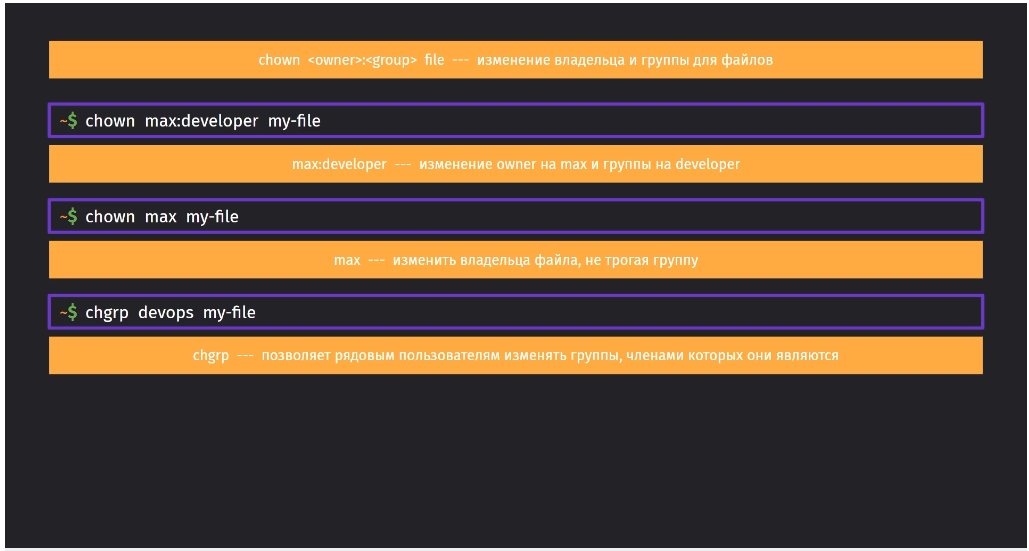 chown <owner>:<group> file --- изменение владельца и группы для файлов
~$ chown max:developer my-file
max:developer --- изменение owner на max и группы на developer
~$ chown max my-file
max --- изменить владельца файла, не трогая группу
~$ chgrp devops my-file
chgrp --- позволяет рядовым пользователям изменять группы, членами которых они являются